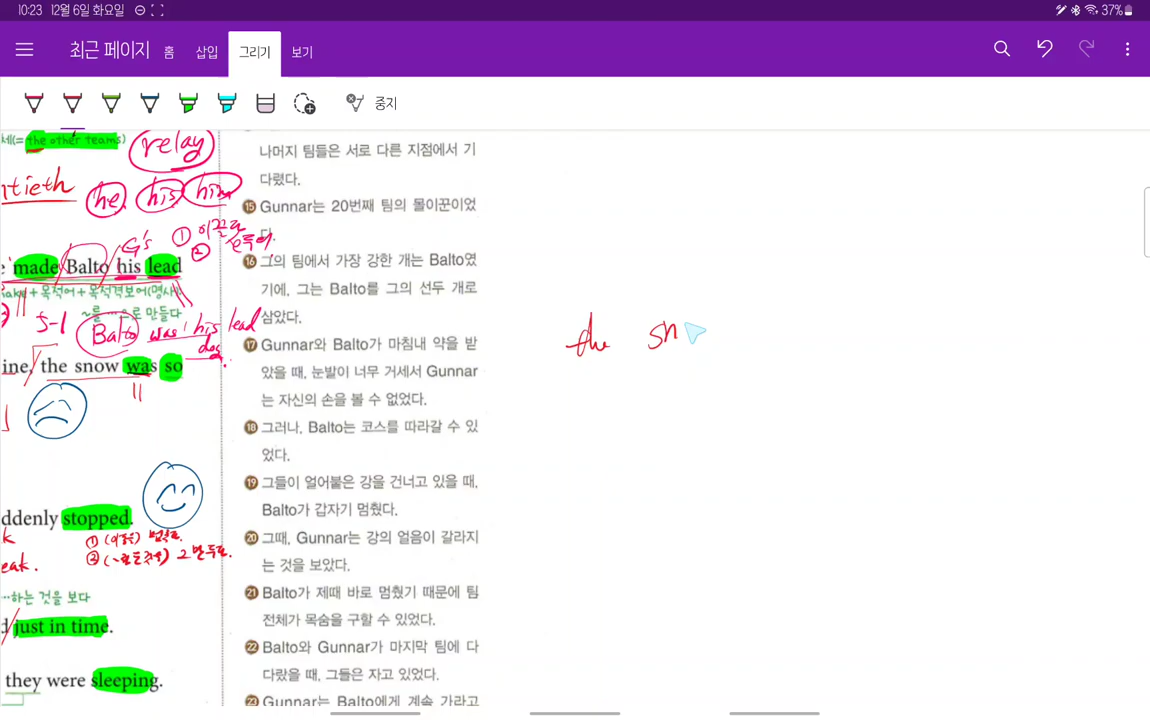 10:23 12월 6일 화요일
37%
최근 페이지 홈 삽입 그리기 보기
중지
체(= the other teams)
relay
ntieth he his him
G's ① 이끌다
② 선두의
made Balto his lead
make + 목적어 + 목적격보어(명사)
~를 …으로 만들다
5-1 Balto was his lead
dog.
ine, the snow was so
ddenly stopped.
k ① (이동) 멈추다.
eak. ② 그만두다.
…하는 것을 보다
d just in time.
they were sleeping.
나머지 팀들은 서로 다른 지점에서 기
다렸다.
⑮ Gunnar는 20번째 팀의 몰이꾼이었
다.
⑯ 그의 팀에서 가장 강한 개는 Balto였
기에, 그는 Balto를 그의 선두 개로
삼았다.
⑰ Gunnar와 Balto가 마침내 약을 받
았을 때, 눈발이 너무 거세서 Gunnar
는 자신의 손을 볼 수 없었다.
⑱ 그러나, Balto는 코스를 따라갈 수 있
었다.
⑲ 그들이 얼어붙은 강을 건너고 있을 때,
Balto가 갑자기 멈췄다.
⑳ 그때, Gunnar는 강의 얼음이 갈라지
는 것을 보았다.
㉑ Balto가 제때 바로 멈췄기 때문에 팀
전체가 목숨을 구할 수 있었다.
㉒ Balto와 Gunnar가 마지막 팀에 다
다랐을 때, 그들은 자고 있었다.
㉓ Gunnar는 Balto에게 계속 가라고
the sn